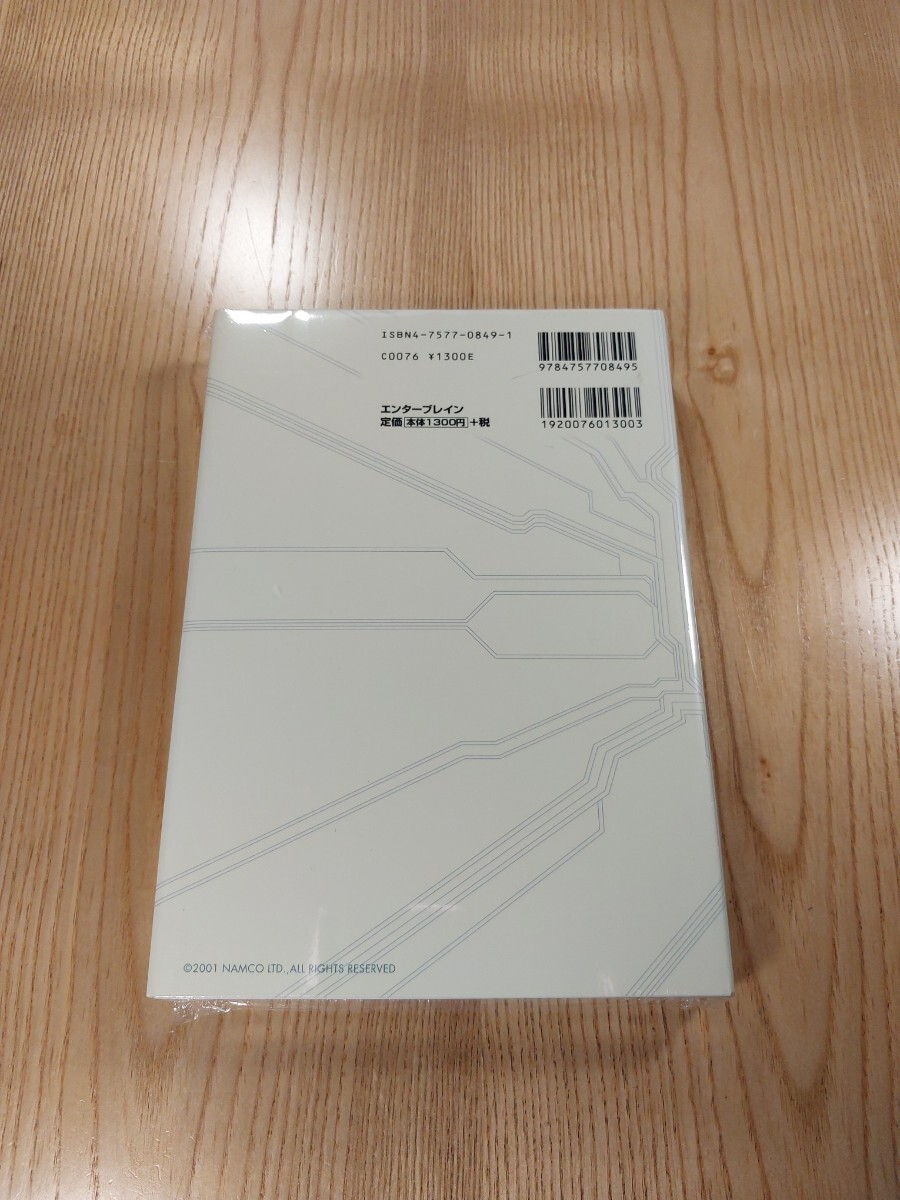 ISBN4-7577-0849-1
C0076 ¥1300E
エンターブレイン
定価 本体1300円 +税
9784757708495
1920076013003
©2001 NAMCO LTD.,ALL RIGHTS RESERVED